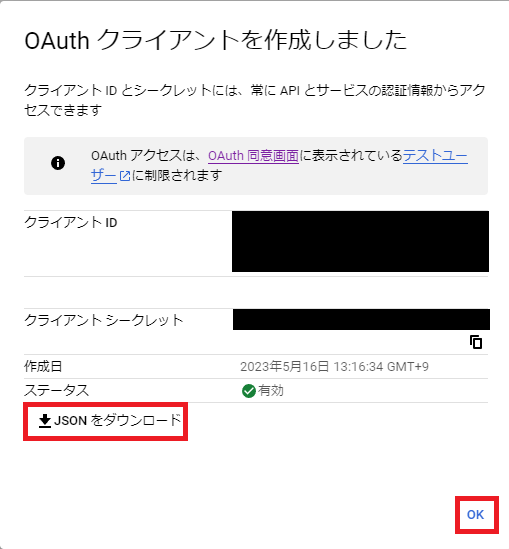 OAuth クライアントを作成しました
クライアント ID とシークレットには、常に API とサービスの認証情報からアク
セスできます
OAuth アクセスは、OAuth 同意画面に表示されているテストユー
ザーに制限されます
クライアント ID
クライアント シークレット
作成日 2023年5月16日 13:16:34 GMT+9
ステータス 有効
JSON をダウンロード
OK